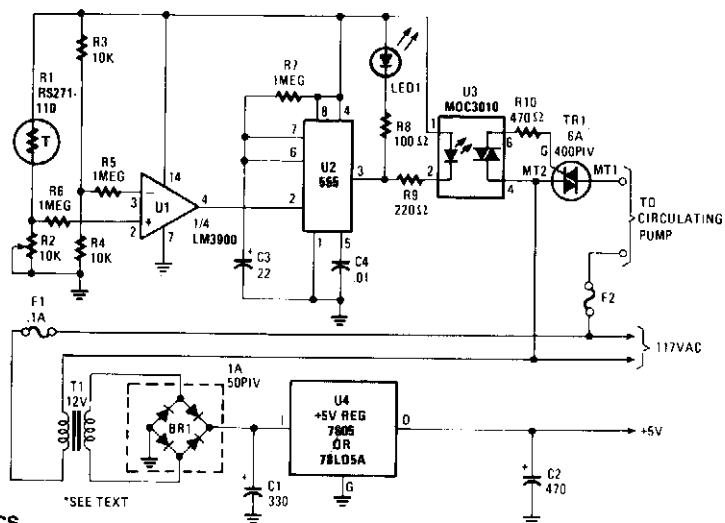 R1
RS271-
110
T
R3
10K
R5
1MEG
R6
1MEG
R2
10K
R4
10K
3
2
−
+
U1
14
4
7
1/4
LM3900
R7
1MEG
8
4
7
6
2
U2
555
3
1
5
C3
22
C4
.01
LED1
R8
100Ω
R9
220Ω
U3
MOC3010
1
2
6
4
R10
470Ω
TR1
6A
400PIV
G
MT2
MT1
TO
CIRCULATING
PUMP
F2
117VAC
F1
.1A
T1
12V
1A
50PIV
BR1
*SEE TEXT
+
C1
330
I
U4
+5V REG
7805
OR
78L05A
G
O
+
C2
470
+5V